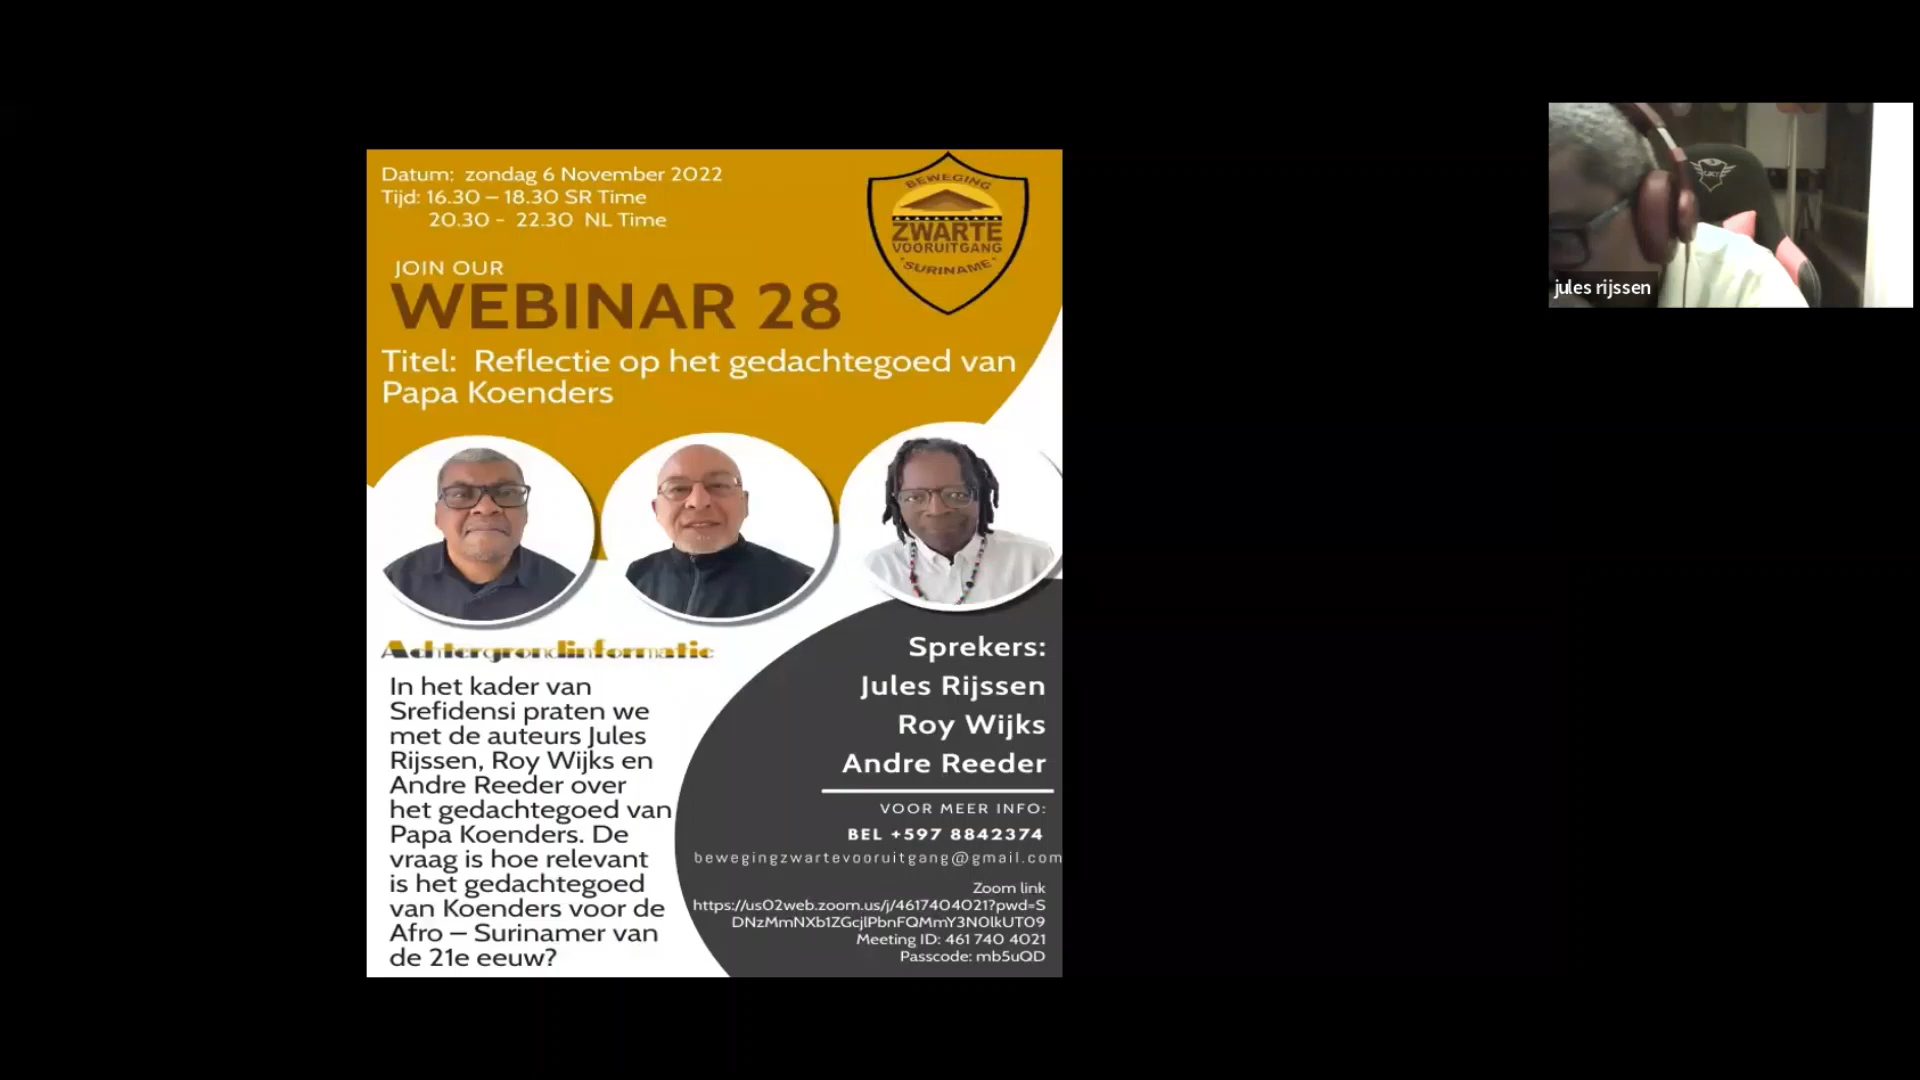 Datum: zondag 6 November 2022
Tijd: 16.30 – 18.30 SR Time
20.30 - 22.30 NL Time
BEWEGING
ZWARTE
VOORUITGANG
"SURINAME"
JOIN OUR
WEBINAR 28
Titel: Reflectie op het gedachtegoed van
Papa Koenders
Achtergrondinformatie
In het kader van
Srefidensi praten we
met de auteurs Jules
Rijssen, Roy Wijks en
Andre Reeder over
het gedachtegoed van
Papa Koenders. De
vraag is hoe relevant
is het gedachtegoed
van Koenders voor de
Afro – Surinamer van
de 21e eeuw?
Sprekers:
Jules Rijssen
Roy Wijks
Andre Reeder
VOOR MEER INFO:
BEL +597 8842374
bewegingzwartevooruitgang@gmail.com
Zoom link
https://us02web.zoom.us/j/4617404021?pwd=S
DNzMmNXb1ZGcjlPbnFQMmY3N0lkUT09
Meeting ID: 461 740 4021
Passcode: mb5uQD
jules rijssen